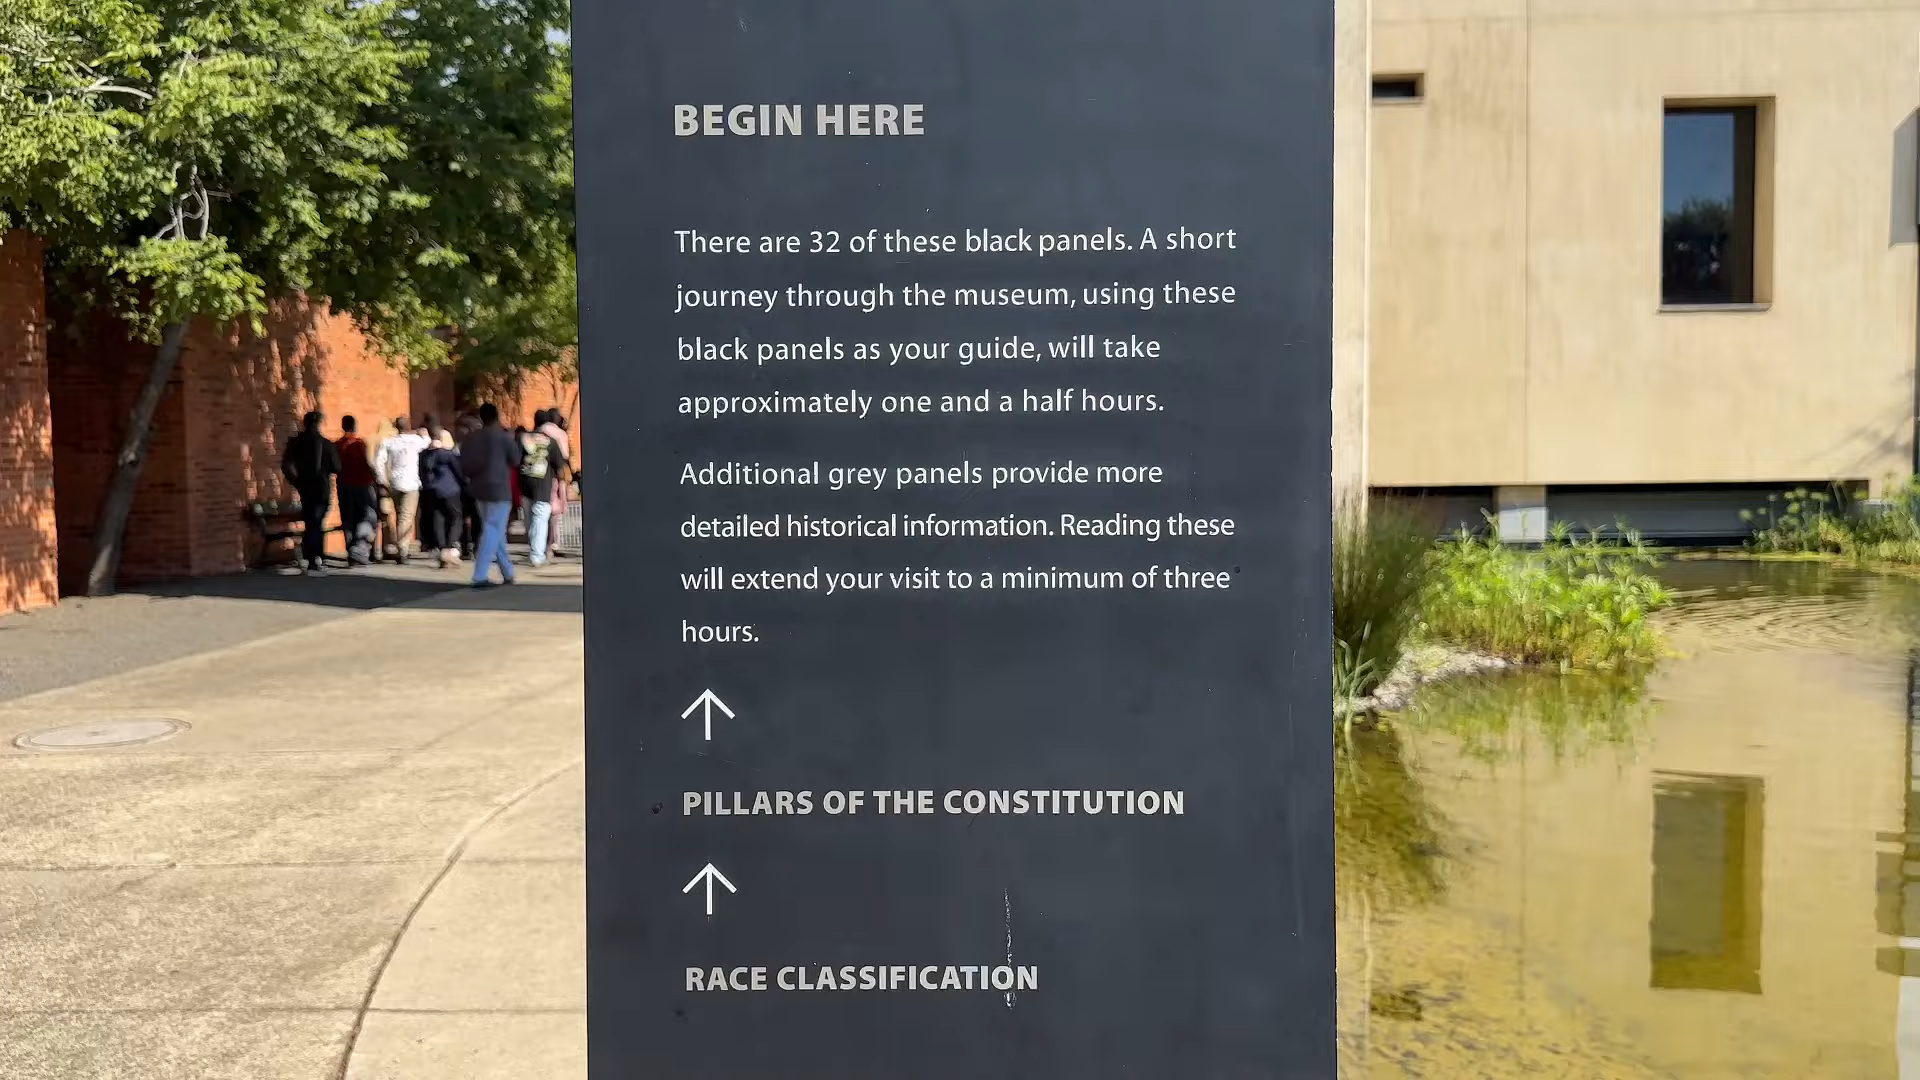 BEGIN HERE
There are 32 of these black panels. A short
journey through the museum, using these
black panels as your guide, will take
approximately one and a half hours.
Additional grey panels provide more
detailed historical information. Reading these
will extend your visit to a minimum of three
hours.
PILLARS OF THE CONSTITUTION
RACE CLASSIFICATION